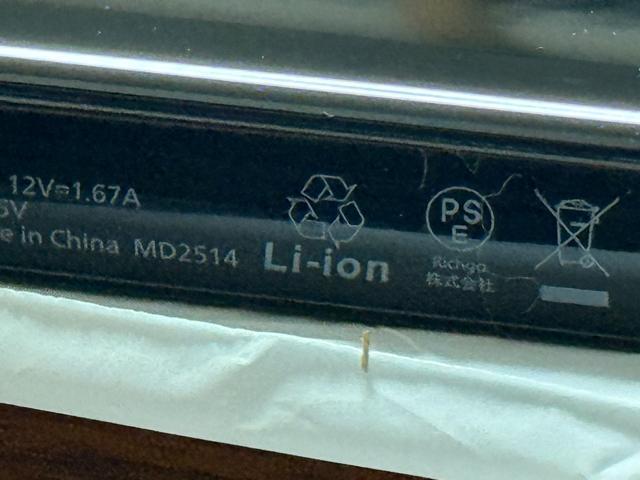 12V⎓1.67A
5V
e in China MD2514
Li-ion
PS
E
Richgo
株式会社